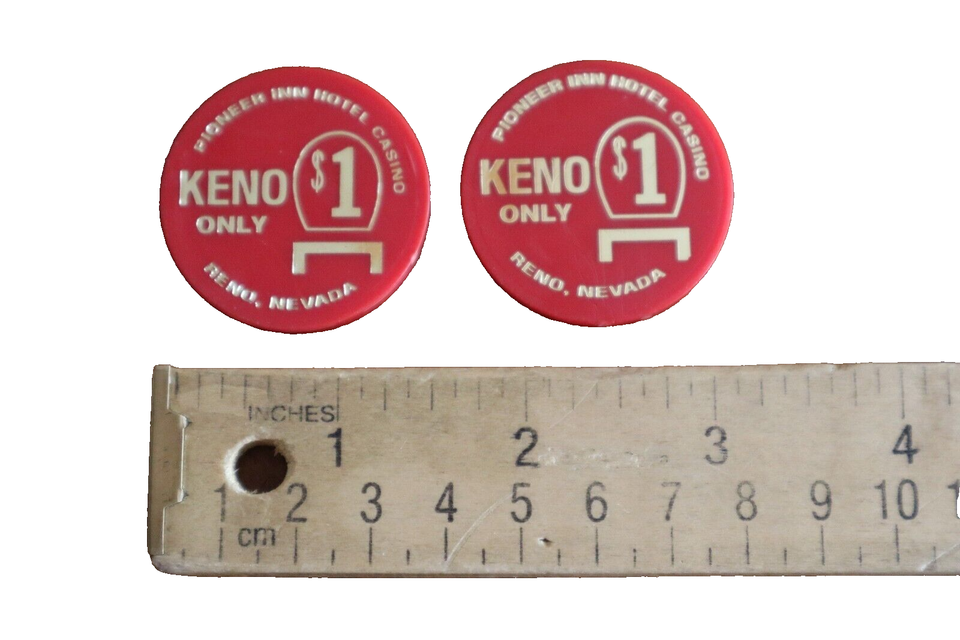 PIONEER INN HOTEL CASINO
KENO
ONLY
$1
RENO, NEVADA
PIONEER INN HOTEL CASINO
KENO
ONLY
$1
RENO, NEVADA
INCHES
1 2 3 4
1 2 3 4 5 6 7 8 9 10
cm